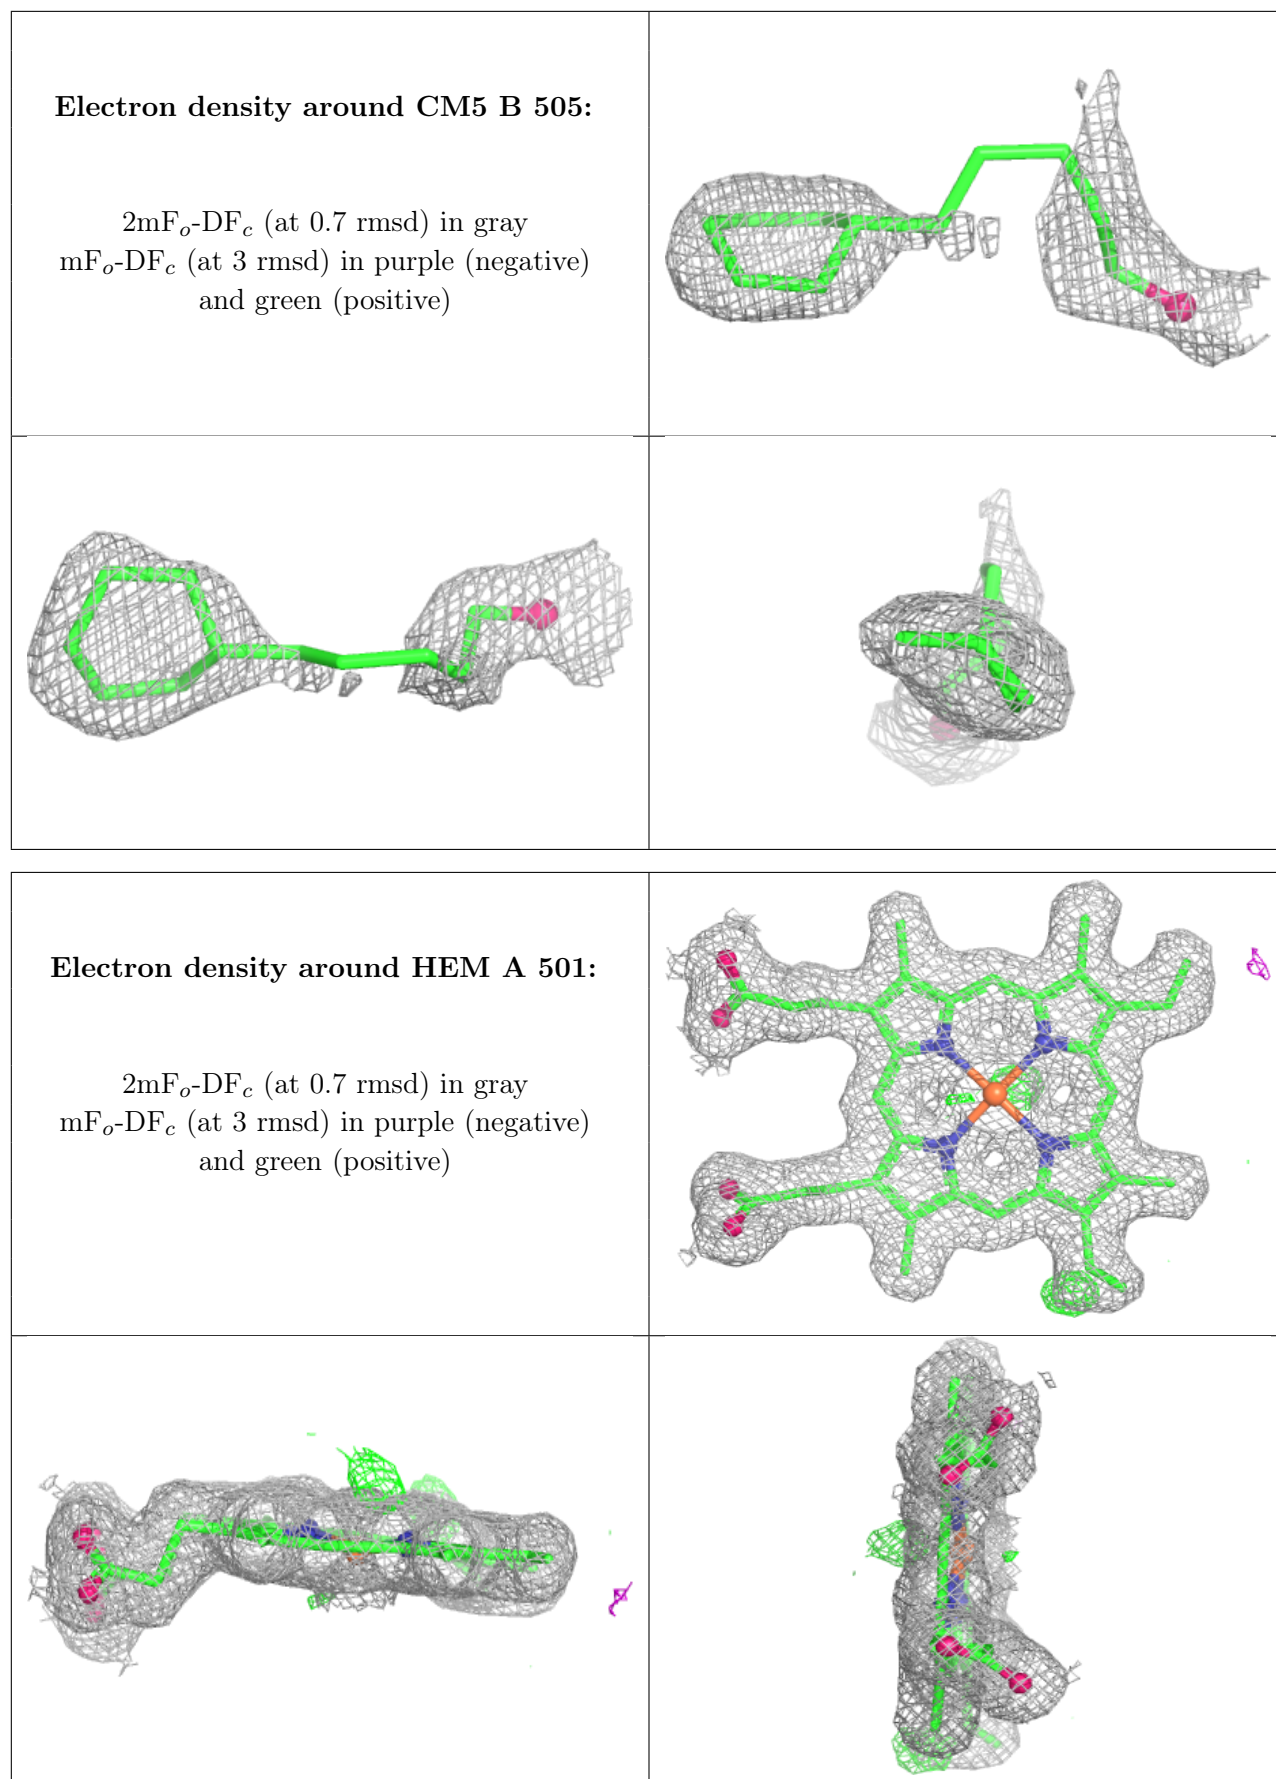 Electron density around CM5 B 505:
2mFo-DFc (at 0.7 rmsd) in gray
mFo-DFc (at 3 rmsd) in purple (negative)
and green (positive)
Electron density around HEM A 501:
2mFo-DFc (at 0.7 rmsd) in gray
mFo-DFc (at 3 rmsd) in purple (negative)
and green (positive)